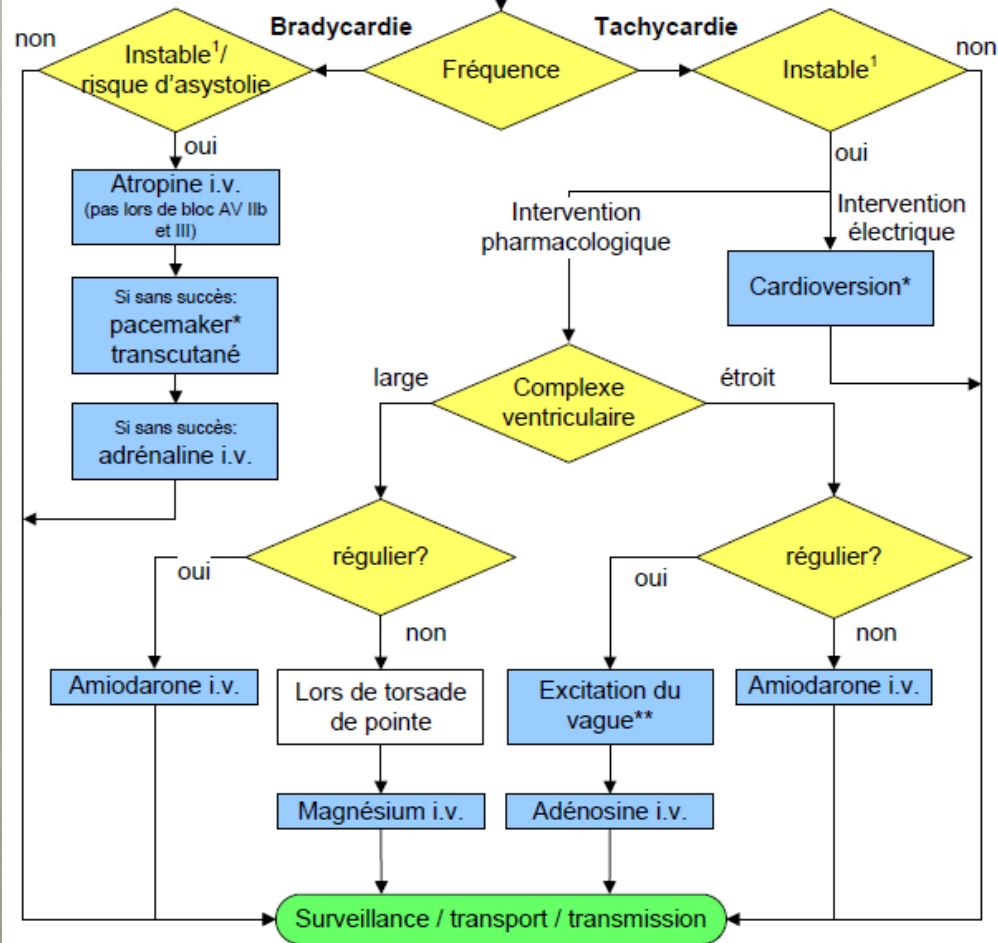 Bradycardie
Tachycardie
non
Instable¹/
risque d'asystolie
Fréquence
Instable¹
non
oui
oui
Atropine i.v.
(pas lors de bloc AV IIb
et III)
Intervention
pharmacologique
Intervention
électrique
Si sans succès:
pacemaker*
transcutané
Cardioversion*
large
Complexe
ventriculaire
étroit
Si sans succès:
adrénaline i.v.
régulier?
régulier?
oui
oui
non
non
Amiodarone i.v.
Lors de torsade
de pointe
Excitation du
vague**
Amiodarone i.v.
Magnésium i.v.
Adénosine i.v.
Surveillance / transport / transmission